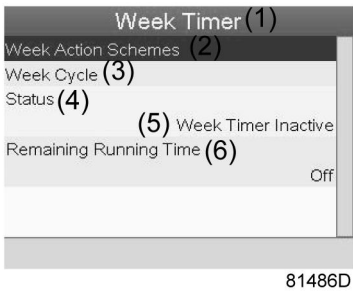 Week Timer (1)
Week Action Schemes (2)
Week Cycle (3)
Status (4)
(5) Week Timer Inactive
Remaining Running Time (6)
Off
81486D